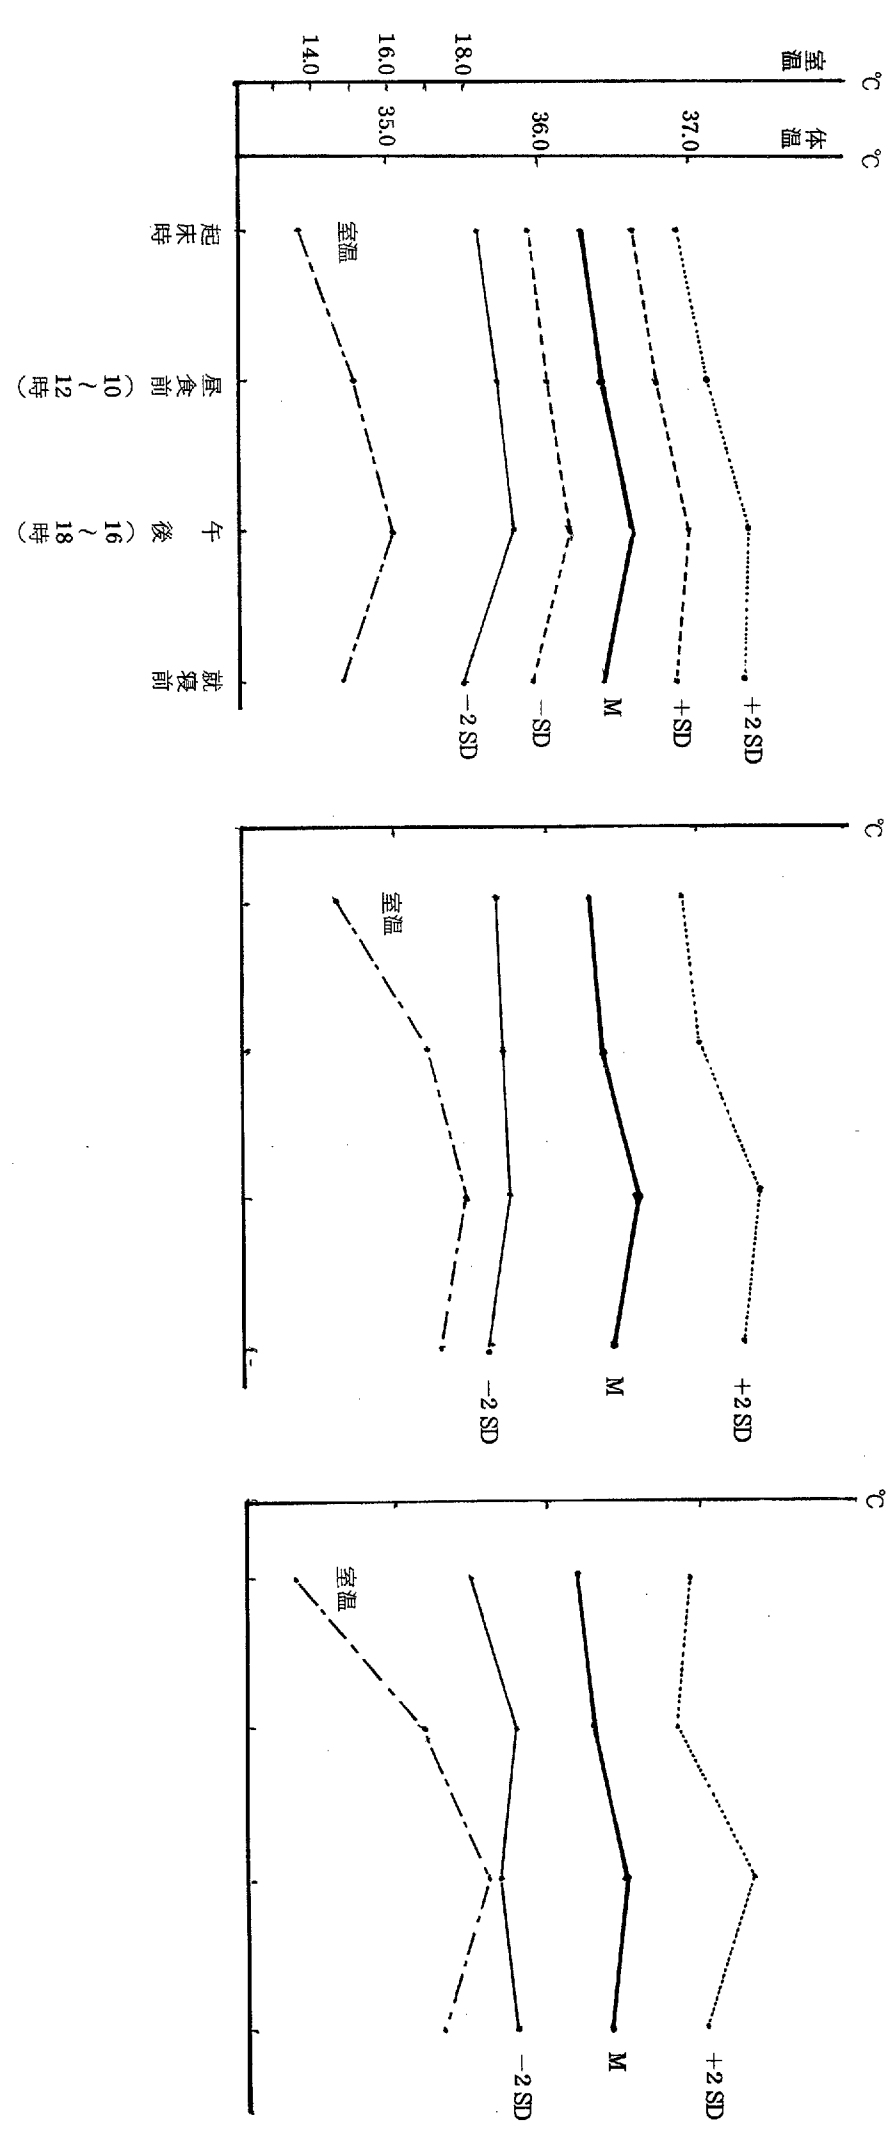 ℃
室温
18.0
16.0
14.0
℃
体温
37.0
36.0
35.0
室温
+2SD
+SD
M
−SD
−2SD
起床時
昼食前(10~12時)
午後(16~18時)
就寝前
℃
室温
+2SD
M
−2SD
℃
室温
+2SD
M
−2SD